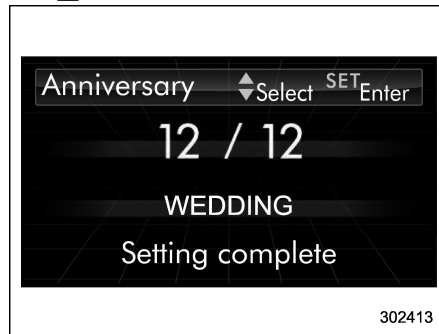 Anniversary Select SET Enter
12 / 12
WEDDING
Setting complete
302413